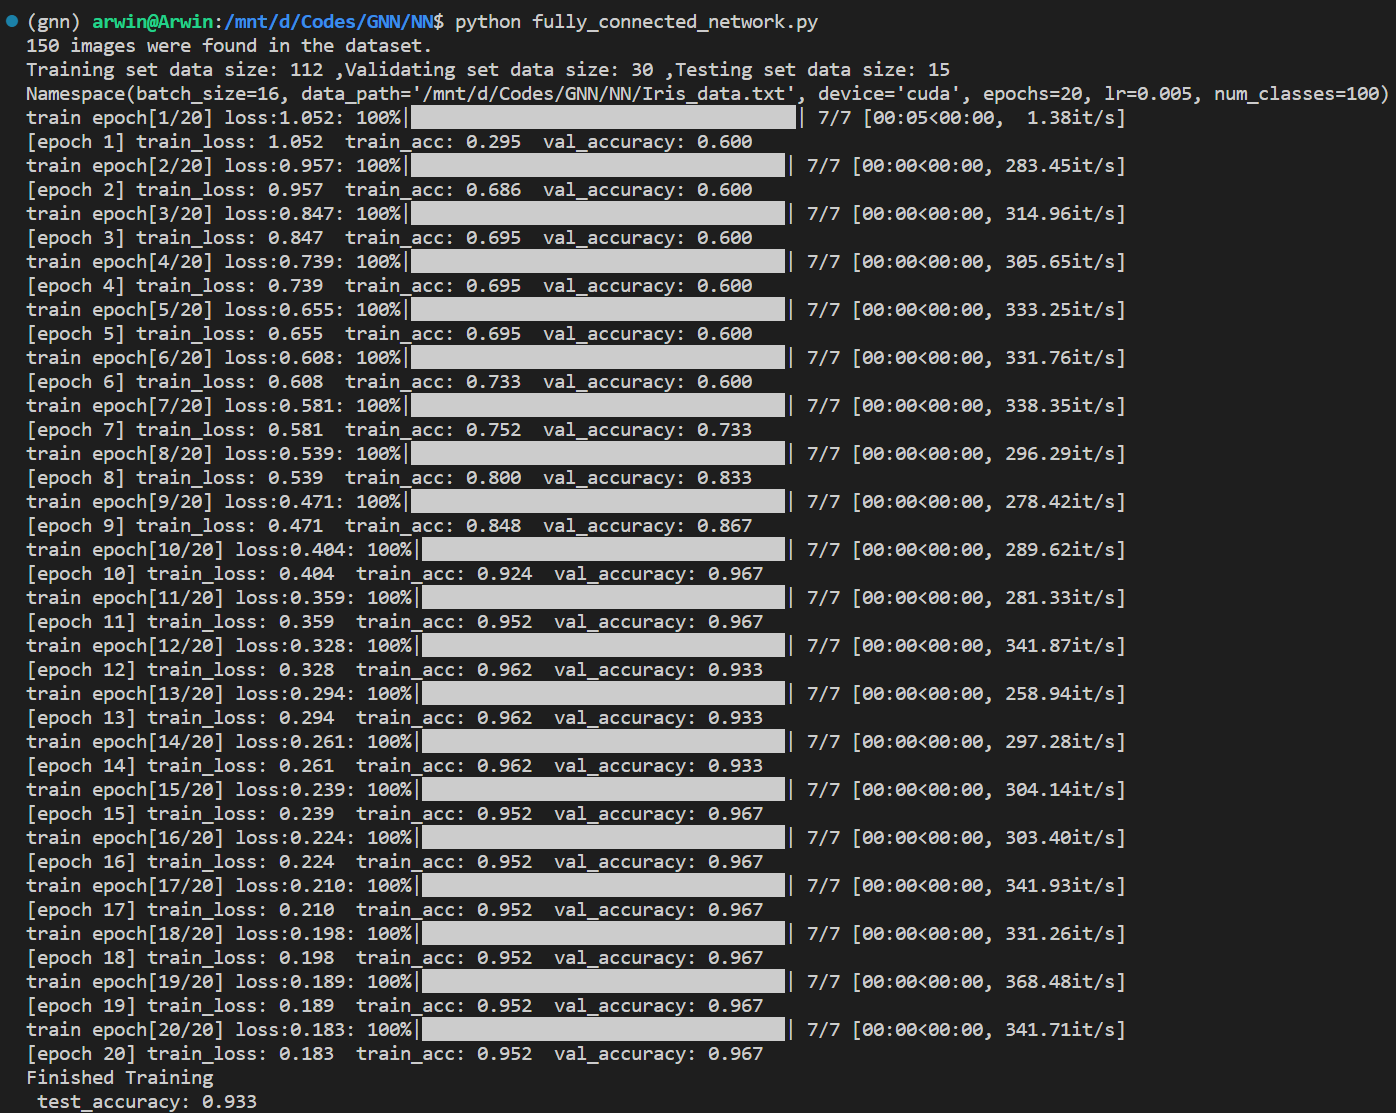 (gnn) arwin@Arwin:/mnt/d/Codes/GNN/NN$ python fully_connected_network.py
150 images were found in the dataset.
Training set data size: 112 ,Validating set data size: 30 ,Testing set data size: 15
Namespace(batch_size=16, data_path='/mnt/d/Codes/GNN/NN/Iris_data.txt', device='cuda', epochs=20, lr=0.005, num_classes=100)
train epoch[1/20] loss:1.052: 100%|██████████| 7/7 [00:05<00:00,  1.38it/s]
[epoch 1] train_loss: 1.052  train_acc: 0.295  val_accuracy: 0.600
train epoch[2/20] loss:0.957: 100%|██████████| 7/7 [00:00<00:00, 283.45it/s]
[epoch 2] train_loss: 0.957  train_acc: 0.686  val_accuracy: 0.600
train epoch[3/20] loss:0.847: 100%|██████████| 7/7 [00:00<00:00, 314.96it/s]
[epoch 3] train_loss: 0.847  train_acc: 0.695  val_accuracy: 0.600
train epoch[4/20] loss:0.739: 100%|██████████| 7/7 [00:00<00:00, 305.65it/s]
[epoch 4] train_loss: 0.739  train_acc: 0.695  val_accuracy: 0.600
train epoch[5/20] loss:0.655: 100%|██████████| 7/7 [00:00<00:00, 333.25it/s]
[epoch 5] train_loss: 0.655  train_acc: 0.695  val_accuracy: 0.600
train epoch[6/20] loss:0.608: 100%|██████████| 7/7 [00:00<00:00, 331.76it/s]
[epoch 6] train_loss: 0.608  train_acc: 0.733  val_accuracy: 0.600
train epoch[7/20] loss:0.581: 100%|██████████| 7/7 [00:00<00:00, 338.35it/s]
[epoch 7] train_loss: 0.581  train_acc: 0.752  val_accuracy: 0.733
train epoch[8/20] loss:0.539: 100%|██████████| 7/7 [00:00<00:00, 296.29it/s]
[epoch 8] train_loss: 0.539  train_acc: 0.800  val_accuracy: 0.833
train epoch[9/20] loss:0.471: 100%|██████████| 7/7 [00:00<00:00, 278.42it/s]
[epoch 9] train_loss: 0.471  train_acc: 0.848  val_accuracy: 0.867
train epoch[10/20] loss:0.404: 100%|██████████| 7/7 [00:00<00:00, 289.62it/s]
[epoch 10] train_loss: 0.404  train_acc: 0.924  val_accuracy: 0.967
train epoch[11/20] loss:0.359: 100%|██████████| 7/7 [00:00<00:00, 281.33it/s]
[epoch 11] train_loss: 0.359  train_acc: 0.952  val_accuracy: 0.967
train epoch[12/20] loss:0.328: 100%|██████████| 7/7 [00:00<00:00, 341.87it/s]
[epoch 12] train_loss: 0.328  train_acc: 0.962  val_accuracy: 0.933
train epoch[13/20] loss:0.294: 100%|██████████| 7/7 [00:00<00:00, 258.94it/s]
[epoch 13] train_loss: 0.294  train_acc: 0.962  val_accuracy: 0.933
train epoch[14/20] loss:0.261: 100%|██████████| 7/7 [00:00<00:00, 297.28it/s]
[epoch 14] train_loss: 0.261  train_acc: 0.962  val_accuracy: 0.933
train epoch[15/20] loss:0.239: 100%|██████████| 7/7 [00:00<00:00, 304.14it/s]
[epoch 15] train_loss: 0.239  train_acc: 0.952  val_accuracy: 0.967
train epoch[16/20] loss:0.224: 100%|██████████| 7/7 [00:00<00:00, 303.40it/s]
[epoch 16] train_loss: 0.224  train_acc: 0.952  val_accuracy: 0.967
train epoch[17/20] loss:0.210: 100%|██████████| 7/7 [00:00<00:00, 341.93it/s]
[epoch 17] train_loss: 0.210  train_acc: 0.952  val_accuracy: 0.967
train epoch[18/20] loss:0.198: 100%|██████████| 7/7 [00:00<00:00, 331.26it/s]
[epoch 18] train_loss: 0.198  train_acc: 0.952  val_accuracy: 0.967
train epoch[19/20] loss:0.189: 100%|██████████| 7/7 [00:00<00:00, 368.48it/s]
[epoch 19] train_loss: 0.189  train_acc: 0.952  val_accuracy: 0.967
train epoch[20/20] loss:0.183: 100%|██████████| 7/7 [00:00<00:00, 341.71it/s]
[epoch 20] train_loss: 0.183  train_acc: 0.952  val_accuracy: 0.967
Finished Training
 test_accuracy: 0.933